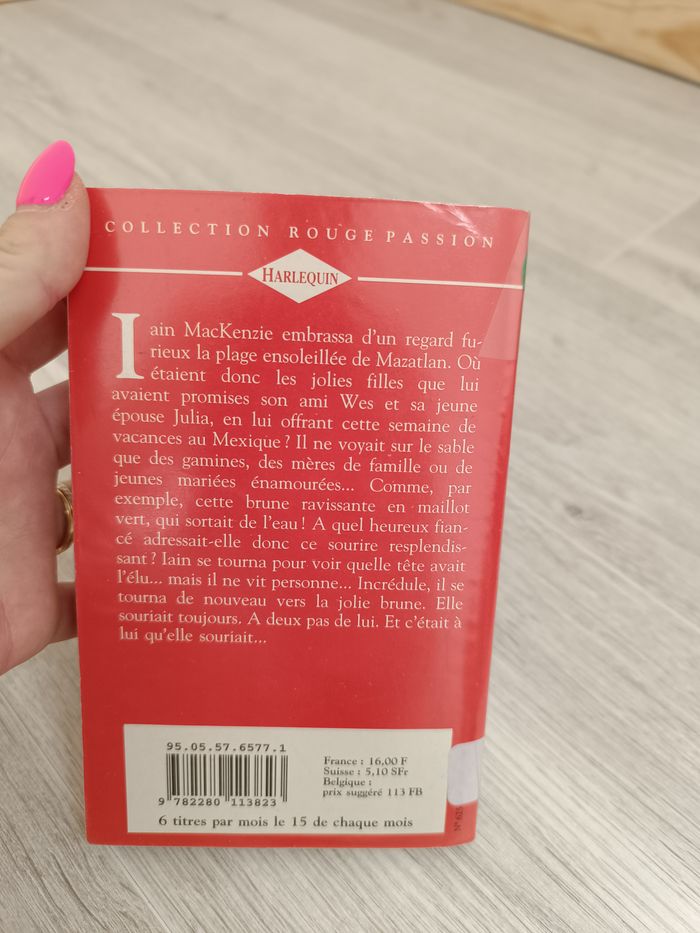 COLLECTION ROUGE PASSION
HARLEQUIN
Iain MacKenzie embrassa d'un regard fu-
rieux la plage ensoleillée de Mazatlan. Où
étaient donc les jolies filles que lui
avaient promises son ami Wes et sa jeune
épouse Julia, en lui offrant cette semaine de
vacances au Mexique ? Il ne voyait sur le sable
que des gamines, des mères de famille ou de
jeunes mariées énamourées... Comme, par
exemple, cette brune ravissante en maillot
vert, qui sortait de l'eau ! A quel heureux fian-
cé adressait-elle donc ce sourire resplendis-
sant ? Iain se tourna pour voir quelle tête avait
l'élu... mais il ne vit personne... Incrédule, il se
tourna de nouveau vers la jolie brune. Elle
souriait toujours. A deux pas de lui. Et c'était à
lui qu'elle souriait...
95.05.57.6577.1
9 782280 113823
France : 16,00 F
Suisse : 5,10 SFr
Belgique :
prix suggéré 113 FB
6 titres par mois le 15 de chaque mois